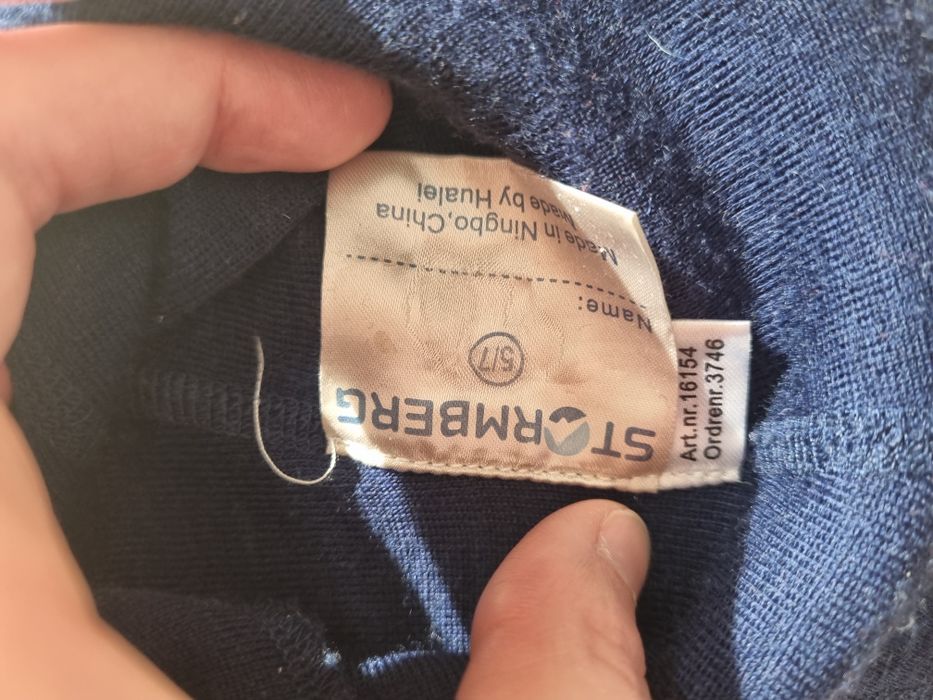 STORMBERG
5/7
Name:
Made in Ningbo,China
Made by Hualei
Art.nr.16154
Ordrenr.3746